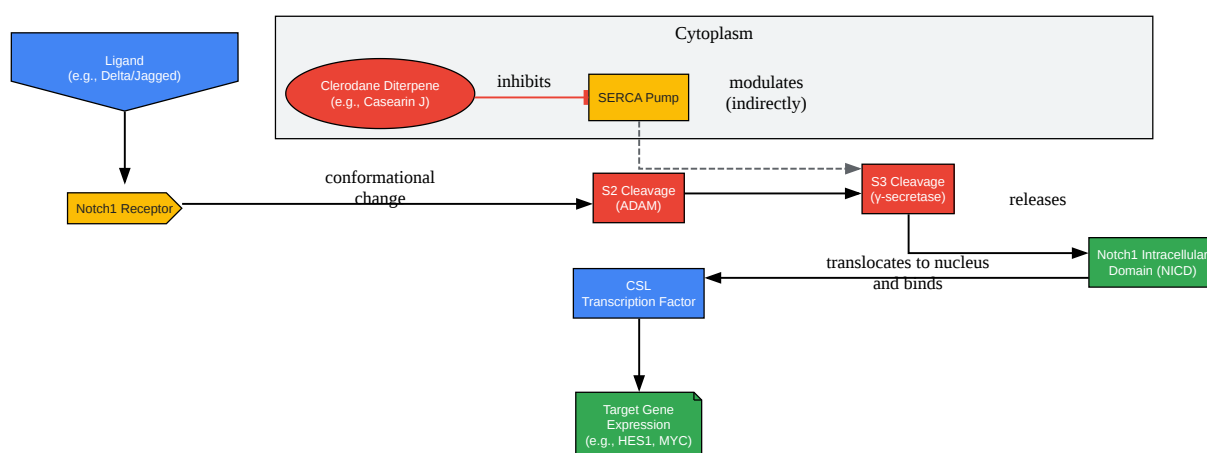 Cytoplasm
Ligand
(e.g., Delta/Jagged)
Clerodane Diterpene
(e.g., Casearin J)
inhibits
SERCA Pump
modulates
(indirectly)
Notch1 Receptor
conformational
change
S2 Cleavage
(ADAM)
S3 Cleavage
(γ-secretase)
releases
Notch1 Intracellular
Domain (NICD)
translocates to nucleus
and binds
CSL
Transcription Factor
Target Gene
Expression
(e.g., HES1, MYC)